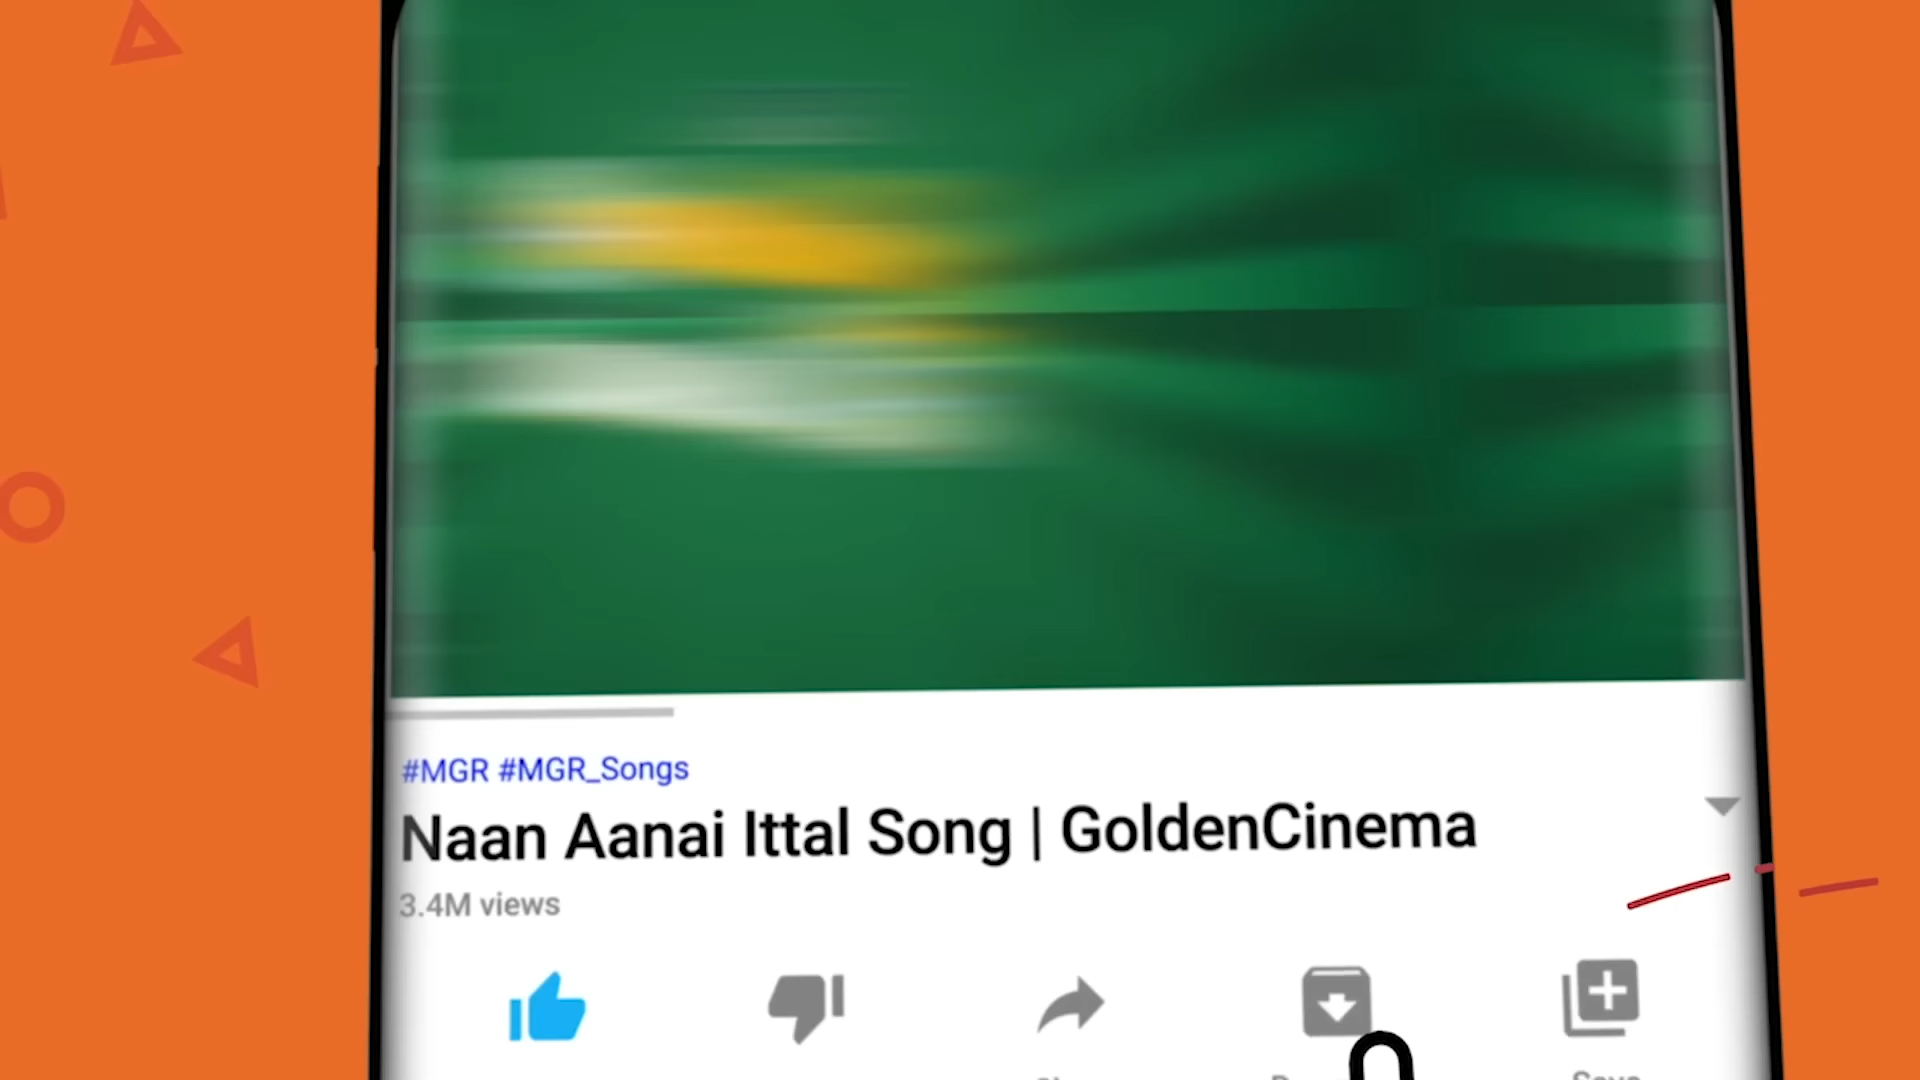 #MGR #MGR_Songs
Naan Aanai Ittal Song | GoldenCinema
3.4M views